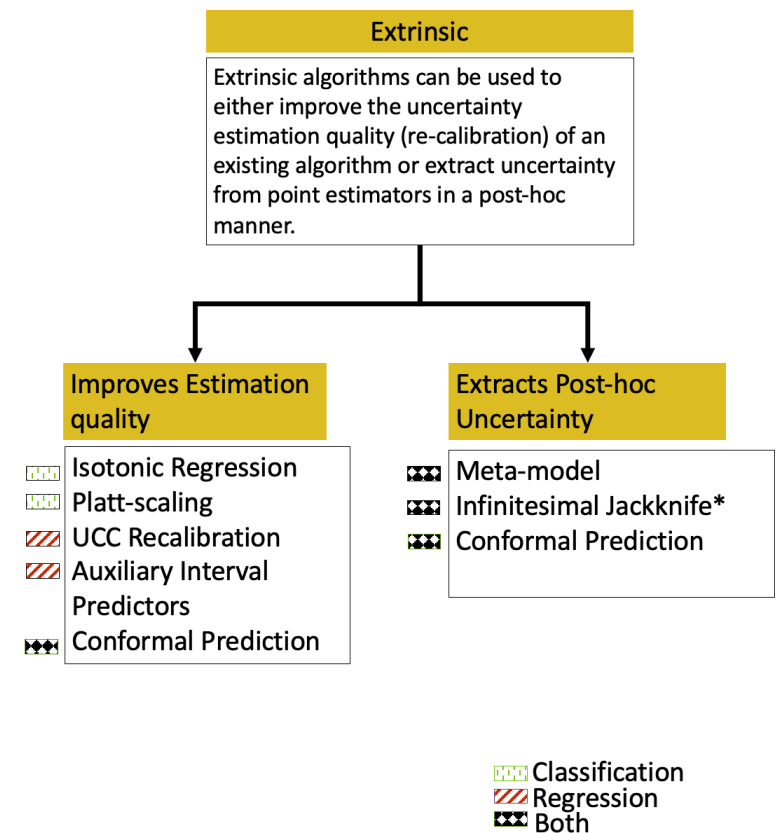 Extrinsic
Extrinsic algorithms can be used to
either improve the uncertainty
estimation quality (re-calibration) of an
existing algorithm or extract uncertainty
from point estimators in a post-hoc
manner.
Improves Estimation
quality
Isotonic Regression
Platt-scaling
UCC Recalibration
Auxiliary Interval
Predictors
Conformal Prediction
Extracts Post-hoc
Uncertainty
Meta-model
Infinitesimal Jackknife*
Conformal Prediction
Classification
Regression
Both